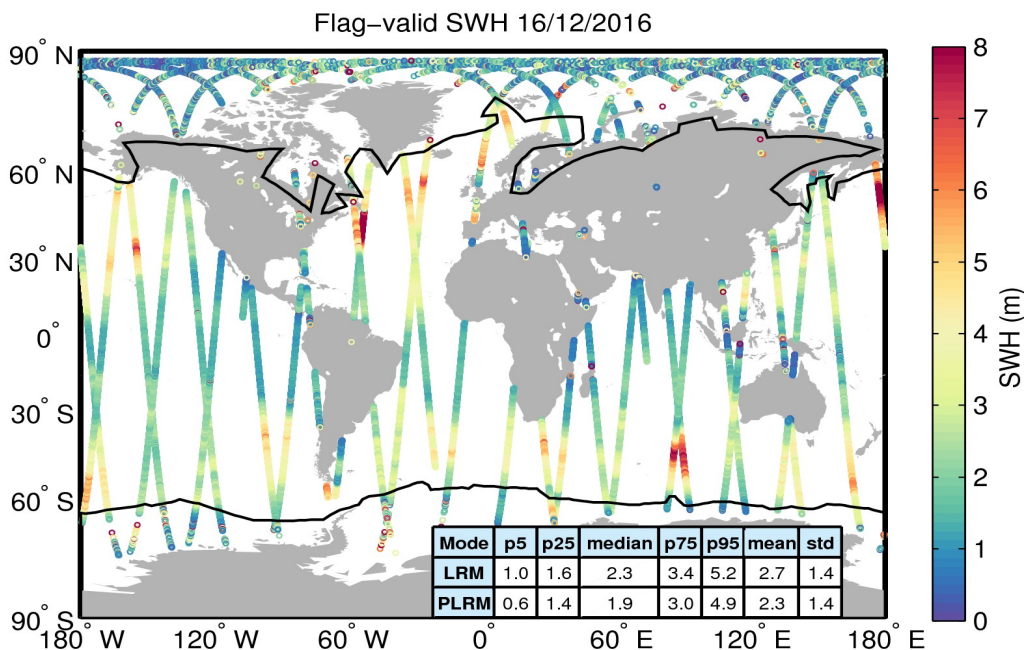 Flag−valid SWH 16/12/2016
90° N
60° N
30° N
0°
30° S
60° S
90° S
180° W
120° W
60° W
0°
60° E
120° E
180° E
Mode p5 p25 median p75 p95 mean std
LRM 1.0 1.6 2.3 3.4 5.2 2.7 1.4
PLRM 0.6 1.4 1.9 3.0 4.9 2.3 1.4
8
7
6
5
4
3
2
1
0
SWH (m)